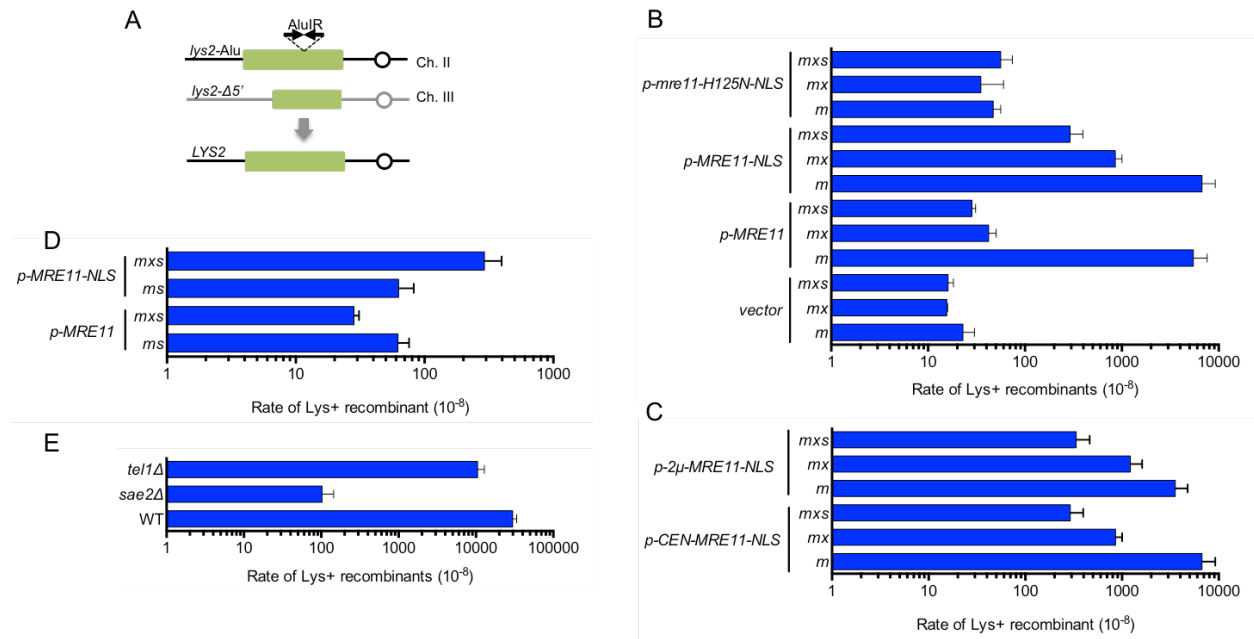 A
AluIR
lys2-Alu
Ch. II
lys2-Δ5'
Ch. III
LYS2
B
p-mre11-H125N-NLS
mxs
mx
m
p-MRE11-NLS
mxs
mx
m
p-MRE11
mxs
mx
m
vector
mxs
mx
m
1 10 100 1000 10000
Rate of Lys+ recombinant (10-8)
D
p-MRE11-NLS
mxs
ms
p-MRE11
mxs
ms
1 10 100 1000
Rate of Lys+ recombinant (10-8)
E
tel1Δ
sae2Δ
WT
1 10 100 1000 10000 100000
Rate of Lys+ recombinants (10-8)
C
p-2μ-MRE11-NLS
mxs
mx
m
p-CEN-MRE11-NLS
mxs
mx
m
1 10 100 1000 10000
Rate of Lys+ recombinant (10-8)